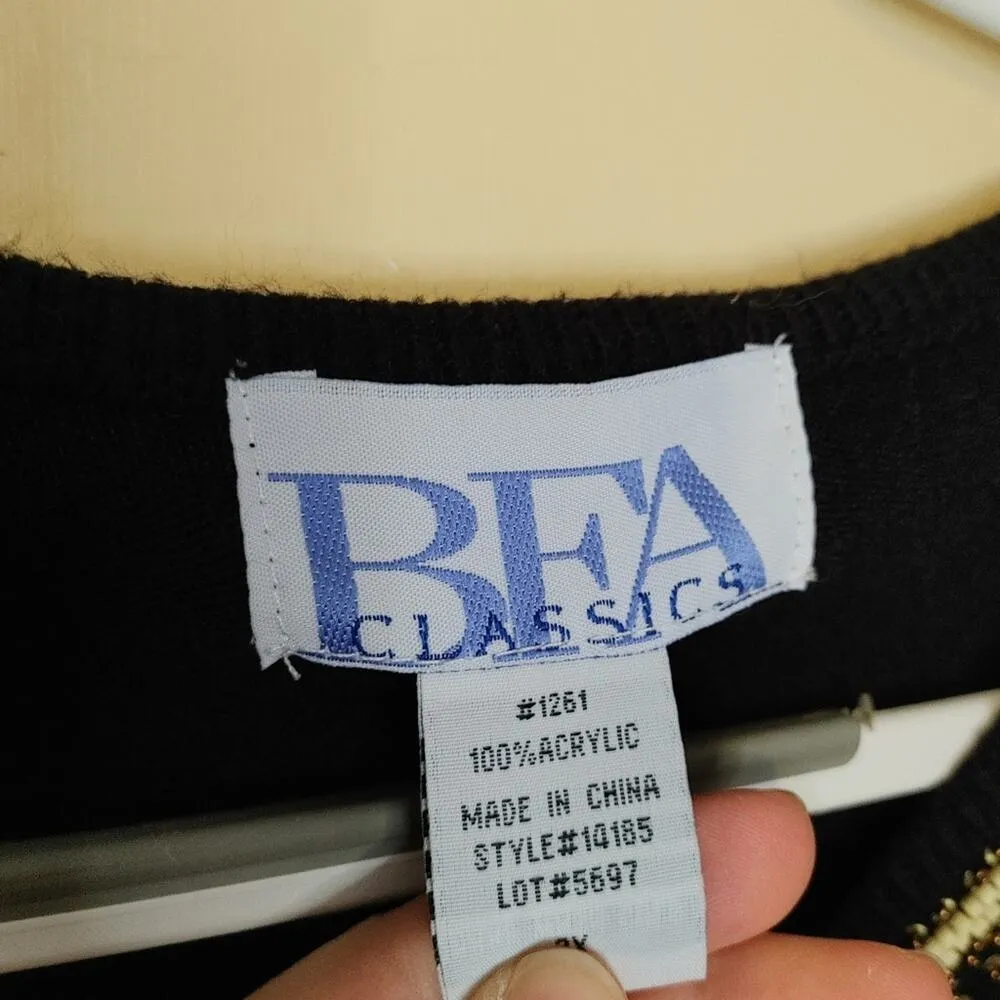 BFA
CLASSICS
#1261
100%ACRYLIC
MADE IN CHINA
STYLE#14185
LOT#5697